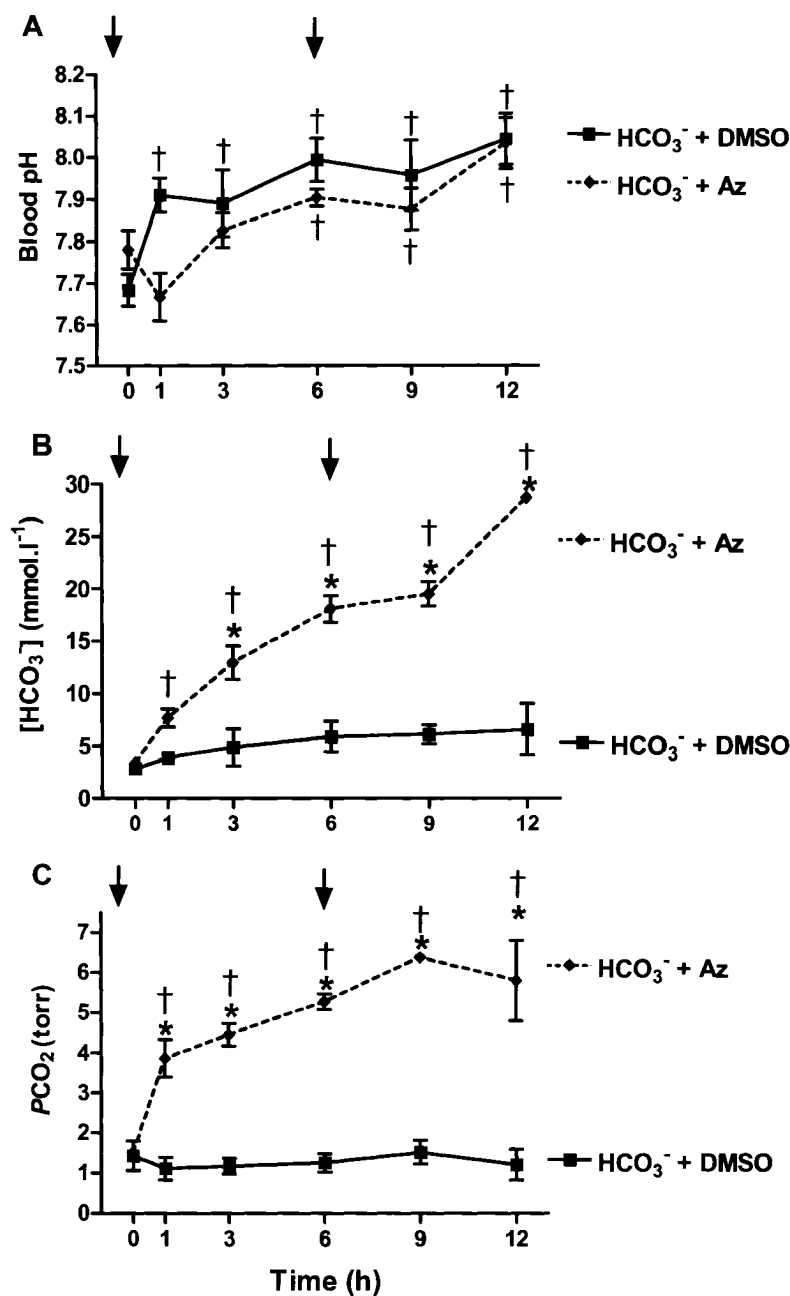 A
Blood pH
8.2
8.1
8.0
7.9
7.8
7.7
7.6
7.5
† † † † †
† † †
0 1 3 6 9 12
HCO₃⁻ + DMSO
HCO₃⁻ + Az
B
[HCO₃⁻] (mmol.l⁻¹)
30
25
20
15
10
5
0
† † † † †
* * * *
0 1 3 6 9 12
HCO₃⁻ + Az
HCO₃⁻ + DMSO
C
PCO₂ (torr)
7
6
5
4
3
2
1
0
† † † † †
* * * * *
0 1 3 6 9 12
HCO₃⁻ + Az
HCO₃⁻ + DMSO
Time (h)